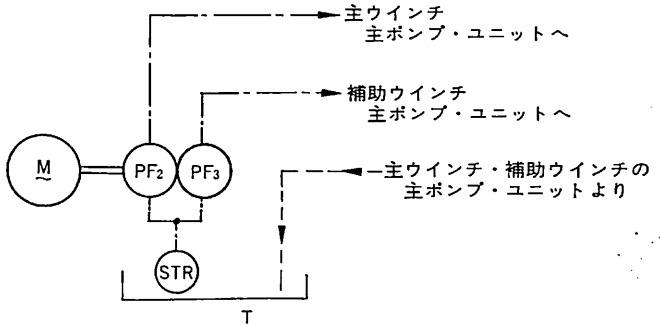 主ウインチ
主ポンプ・ユニットへ
補助ウインチ
主ポンプ・ユニットへ
M
PF₂
PF₃
主ウインチ・補助ウインチの
主ポンプ・ユニットより
STR
T